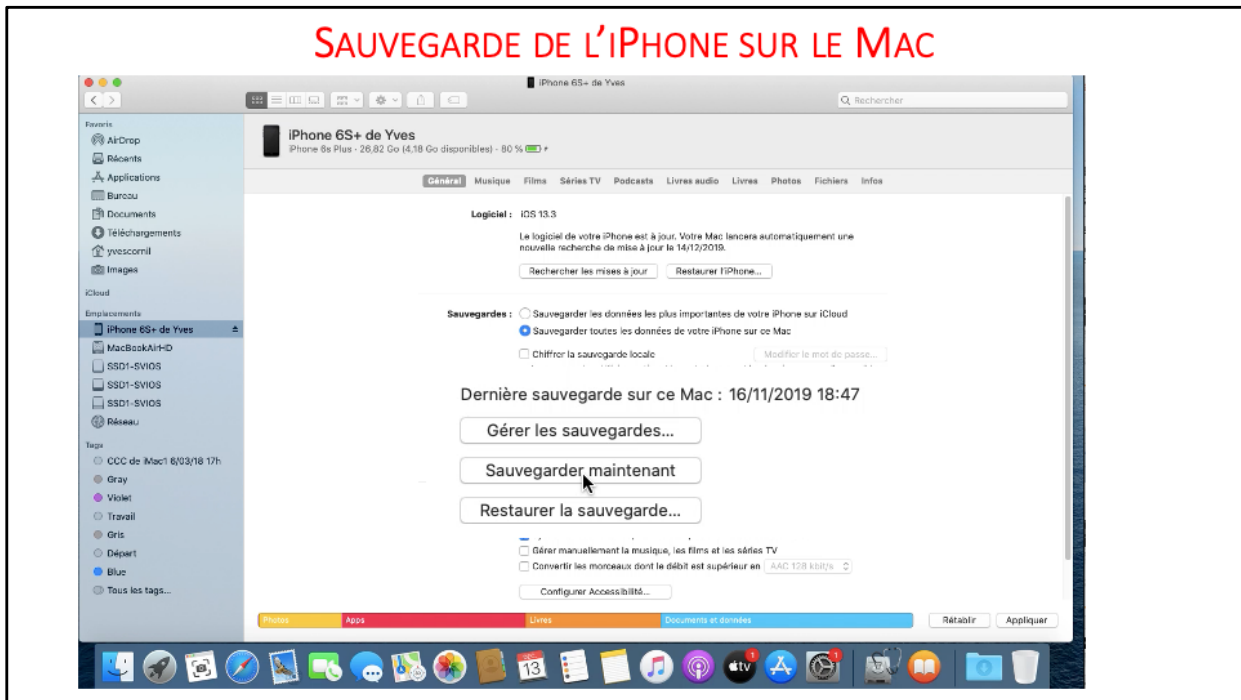 SAUVEGARDE DE L'IPHONE SUR LE MAC
iPhone 6S+ de Yves
Rechercher
Favoris
AirDrop
Récents
Applications
Bureau
Documents
Téléchargements
yvescornil
Images
iCloud
Emplacements
iPhone 6S+ de Yves
MacBookAirHD
SSD1-SVIOS
SSD1-SVIOS
SSD1-SVIOS
Réseau
Tags
CCC de iMac1 6/03/18 17h
Gray
Violet
Travail
Gris
Départ
Blue
Tous les tags...
iPhone 6S+ de Yves
iPhone 6s Plus - 26,82 Go (4,18 Go disponibles) - 80 %
Général Musique Films Séries TV Podcasts Livres audio Livres Photos Fichiers Infos
Logiciel : iOS 13.3
Le logiciel de votre iPhone est à jour. Votre Mac lancera automatiquement une
nouvelle recherche de mise à jour le 14/12/2019.
Rechercher les mises à jour Restaurer l'iPhone...
Sauvegardes : Sauvegarder les données les plus importantes de votre iPhone sur iCloud
Sauvegarder toutes les données de votre iPhone sur ce Mac
Chiffrer la sauvegarde locale Modifier le mot de passe...
Dernière sauvegarde sur ce Mac : 16/11/2019 18:47
Gérer les sauvegardes...
Sauvegarder maintenant
Restaurer la sauvegarde...
Gérer manuellement la musique, les films et les séries TV
Convertir les morceaux dont le débit est supérieur en AAC 128 kbit/s
Configurer Accessibilité...
Photos Apps Livres Documents et données Rétablir Appliquer
13
1
tv
1